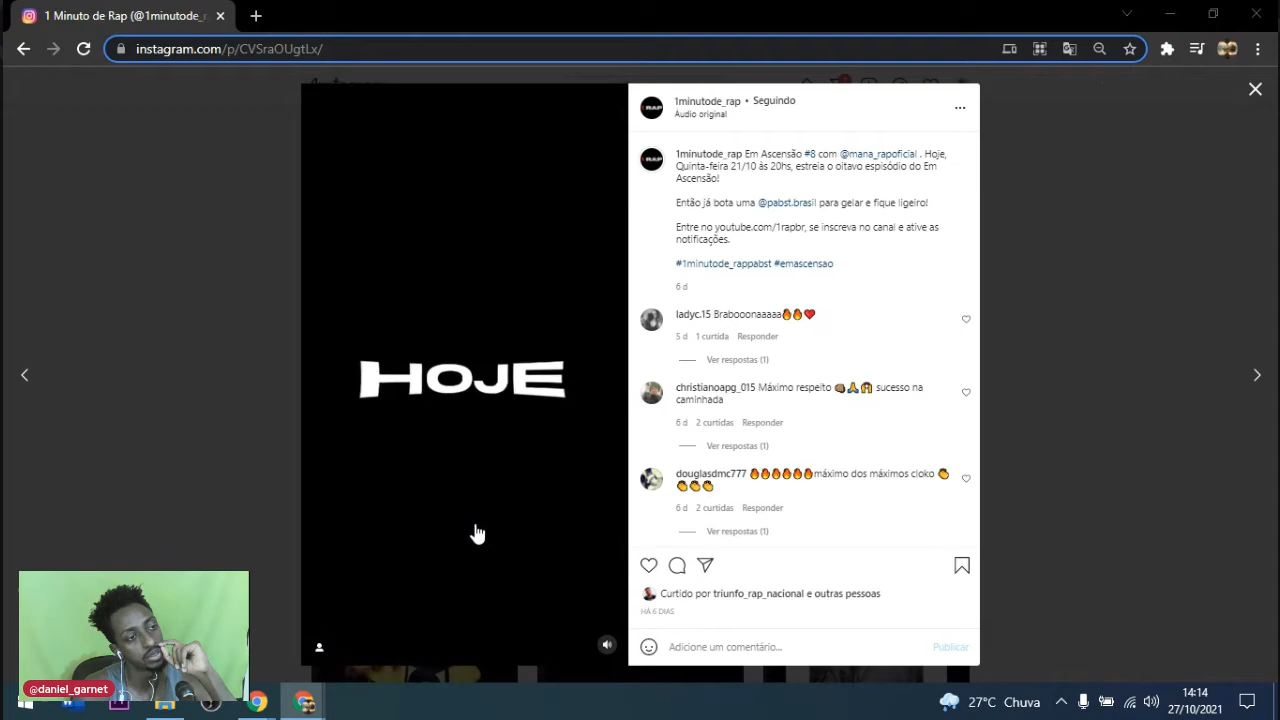 1 Minuto de Rap (@1minutode_r
instagram.com/p/CVSraOUgtLx/
1minutode_rap • Seguindo
Áudio original
1minutode_rap Em Ascensão #8 com @mana_rapoficial . Hoje,
Quinta-feira 21/10 às 20hs, estreia o oitavo espisódio do Em
Ascensão!
Então já bota uma @pabst.brasil para gelar e fique ligeiro!
Entre no youtube.com/1rapbr, se inscreva no canal e ative as
notificações.
#1minutode_rappabst #emascensao
6 d
ladyc.15 Brabooonaaaaa🔥🔥❤️
5 d 1 curtida Responder
Ver respostas (1)
christianoapg_015 Máximo respeito 👊🏾🙏 sucesso na
caminhada
6 d 2 curtidas Responder
Ver respostas (1)
douglasdmc777 🔥🔥🔥🔥🔥🔥máximo dos máximos cloko 👏
👏👏👏
6 d 2 curtidas Responder
Ver respostas (1)
HOJE
Curtido por triunfo_rap_nacional e outras pessoas
HÁ 6 DIAS
Adicione um comentário...
Publicar
@daniel_garnet
27°C Chuva
14:14
27/10/2021